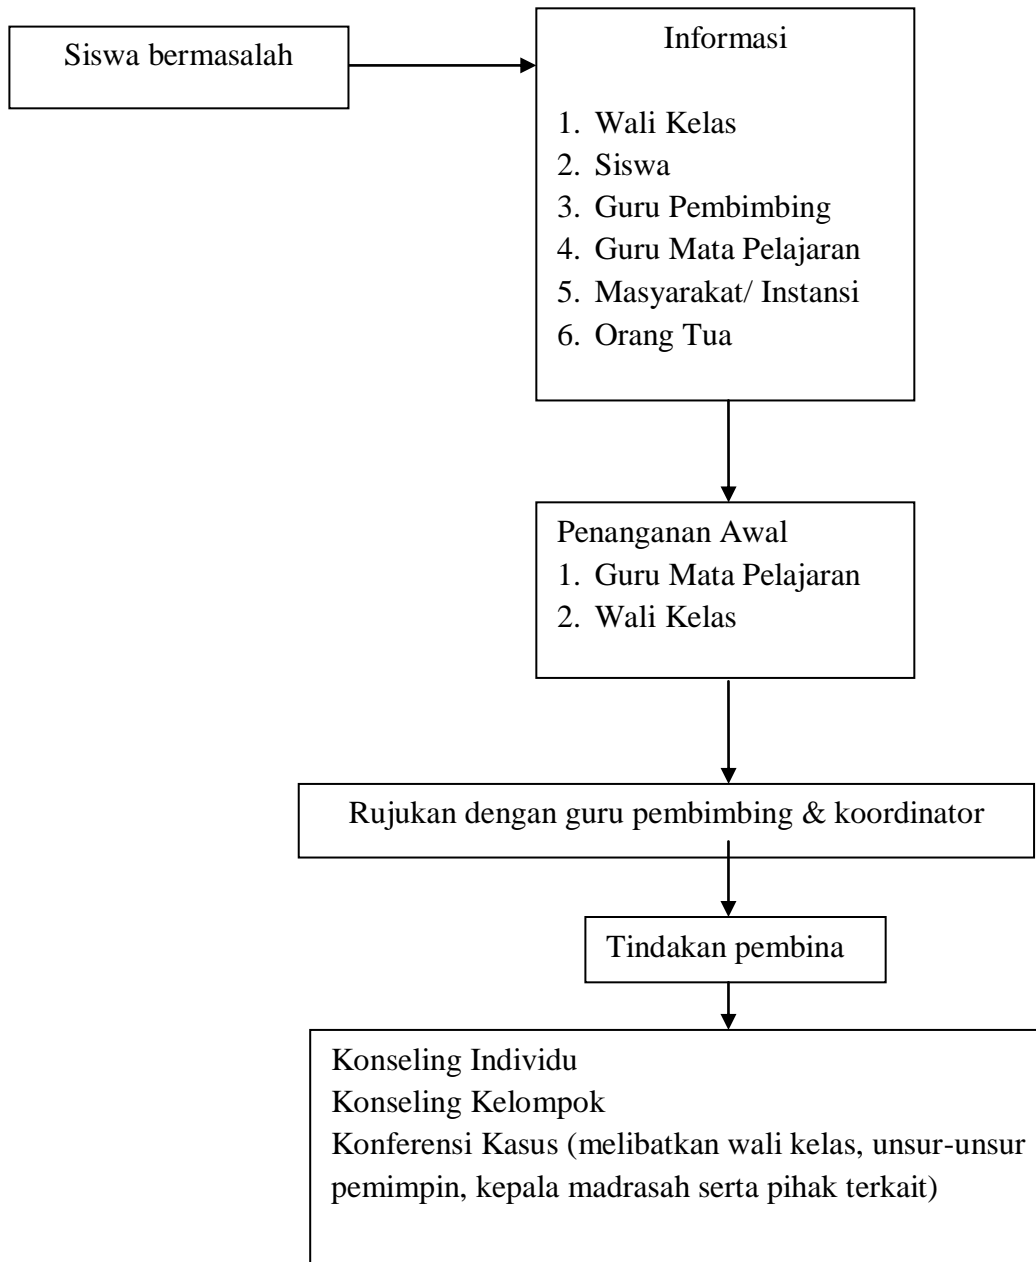 Siswa bermasalah
Informasi
1. Wali Kelas
2. Siswa
3. Guru Pembimbing
4. Guru Mata Pelajaran
5. Masyarakat/ Instansi
6. Orang Tua
Penanganan Awal
1. Guru Mata Pelajaran
2. Wali Kelas
Rujukan dengan guru pembimbing & koordinator
Tindakan pembina
Konseling Individu
Konseling Kelompok
Konferensi Kasus (melibatkan wali kelas, unsur-unsur
pemimpin, kepala madrasah serta pihak terkait)